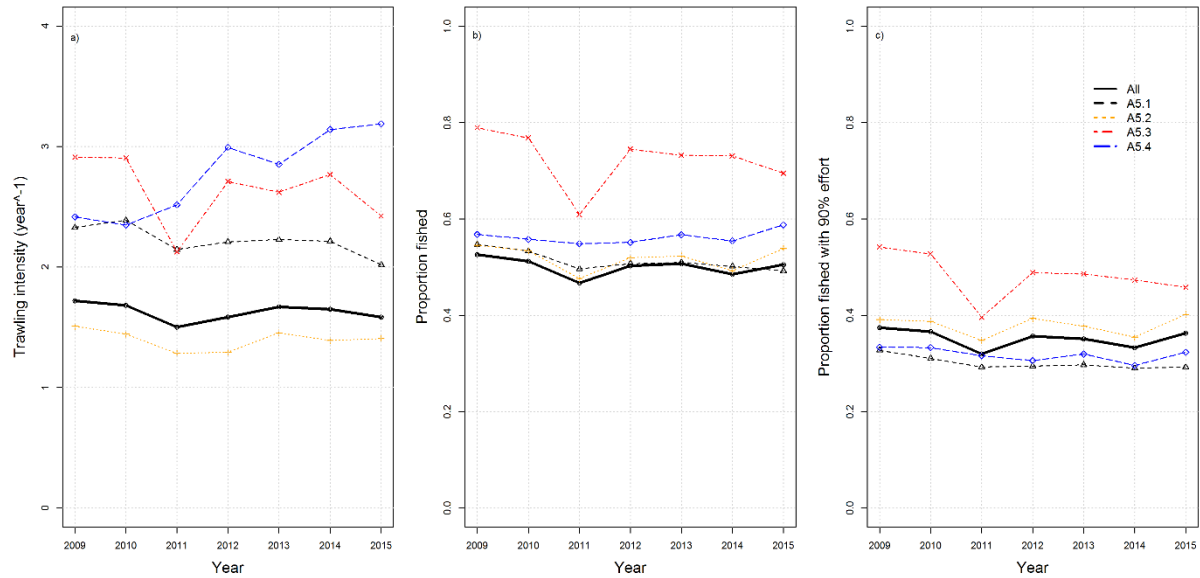 a)
Trawling intensity (year^-1)
4
3
2
1
0
2009 2010 2011 2012 2013 2014 2015
Year
b)
Proportion fished
1.0
0.8
0.6
0.4
0.2
0.0
2009 2010 2011 2012 2013 2014 2015
Year
c)
Proportion fished with 90% effort
1.0
0.8
0.6
0.4
0.2
0.0
All
A5.1
A5.2
A5.3
A5.4
2009 2010 2011 2012 2013 2014 2015
Year